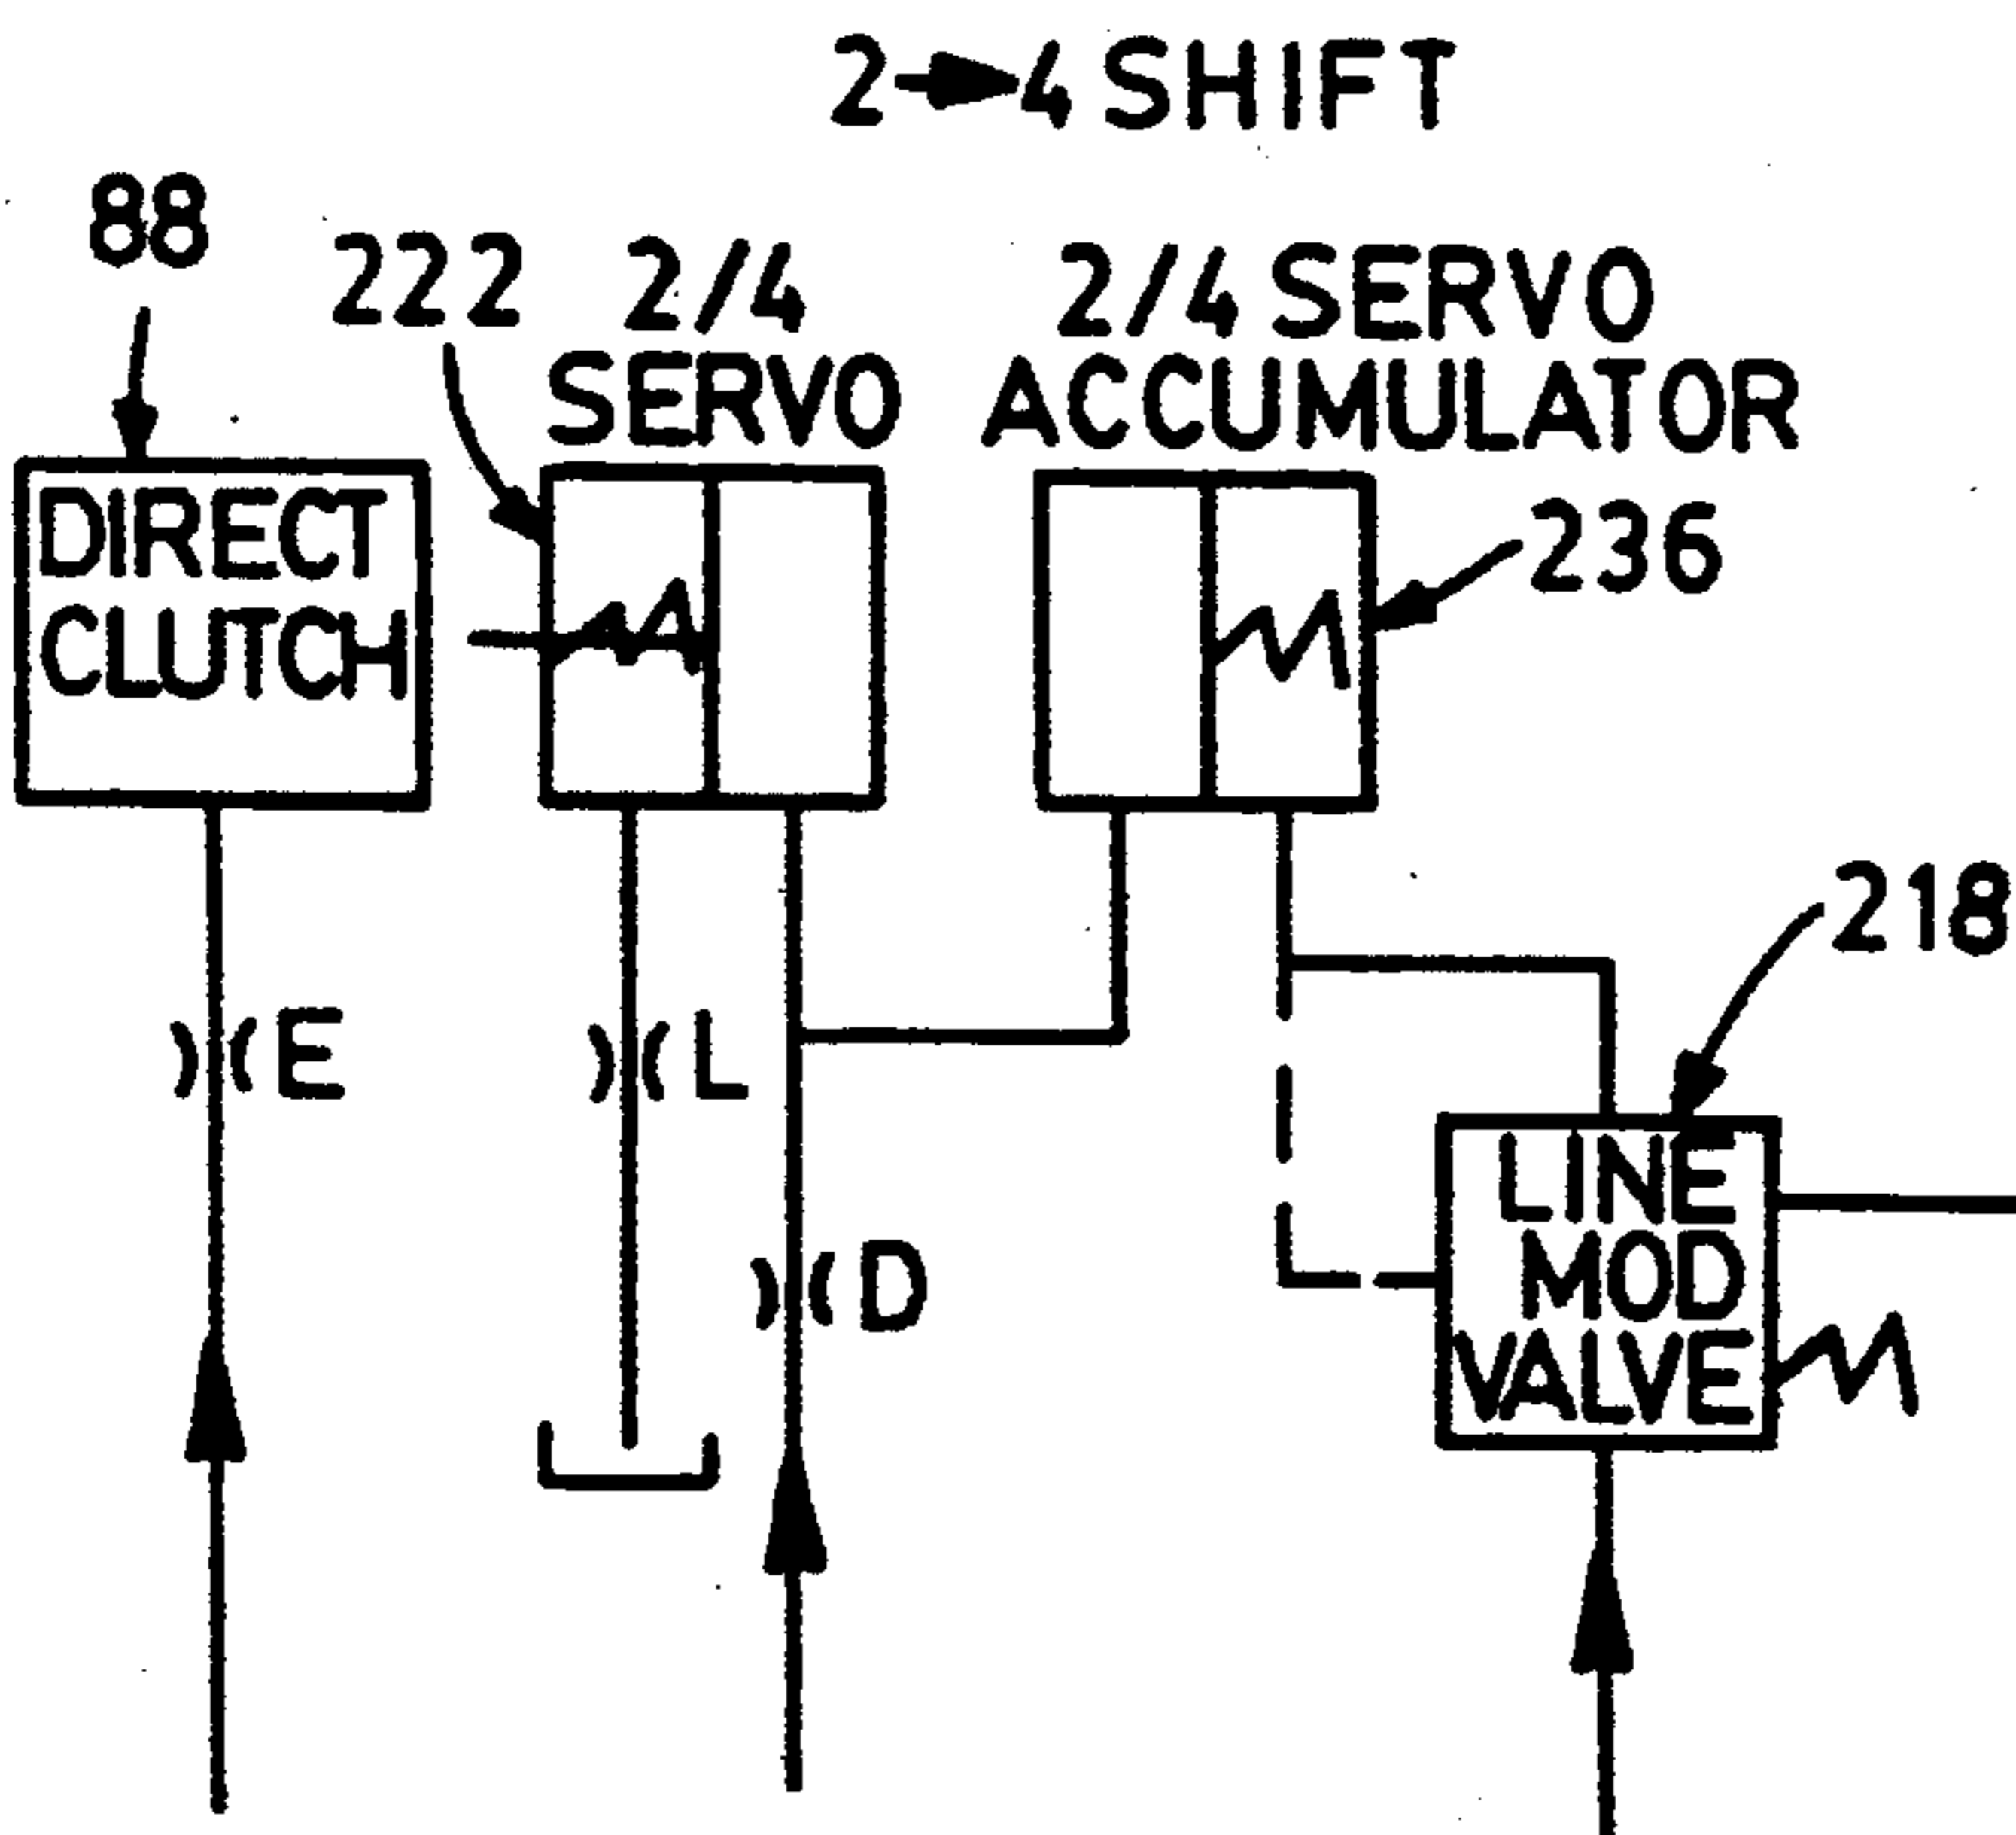 2→4 SHIFT
88
222
2/4
SERVO
2/4 SERVO
ACCUMULATOR
DIRECT
CLUTCH
236
218
E
L
D
LINE
MOD
VALVE